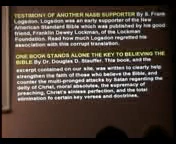 TESTIMONY OF ANOTHER NASB SUPPORTER By S. Frank
Logsdon. Logsdon was an early supporter of the New
American Standard Bible which was published by his
good friend, Franklin Dewey Lockman, of the Lockman
Foundation. Read how much Logsdon regretted his
association with this corrupt translation.
ONE BOOK STANDS ALONE THE KEY TO BELIEVING THE
BIBLE By Dr. Douglas D. Stauffer. This book, and the
excerpt contained on our site, was written to clearly help
strengthen the faith of those who believe the Bible, and
counter the multi-pronged attacks by Satan regarding the
deity of Christ, moral absolutes, the supremacy of
preaching, Christ's sinless perfection, and the total
elimination to certain key verses and doctrines.